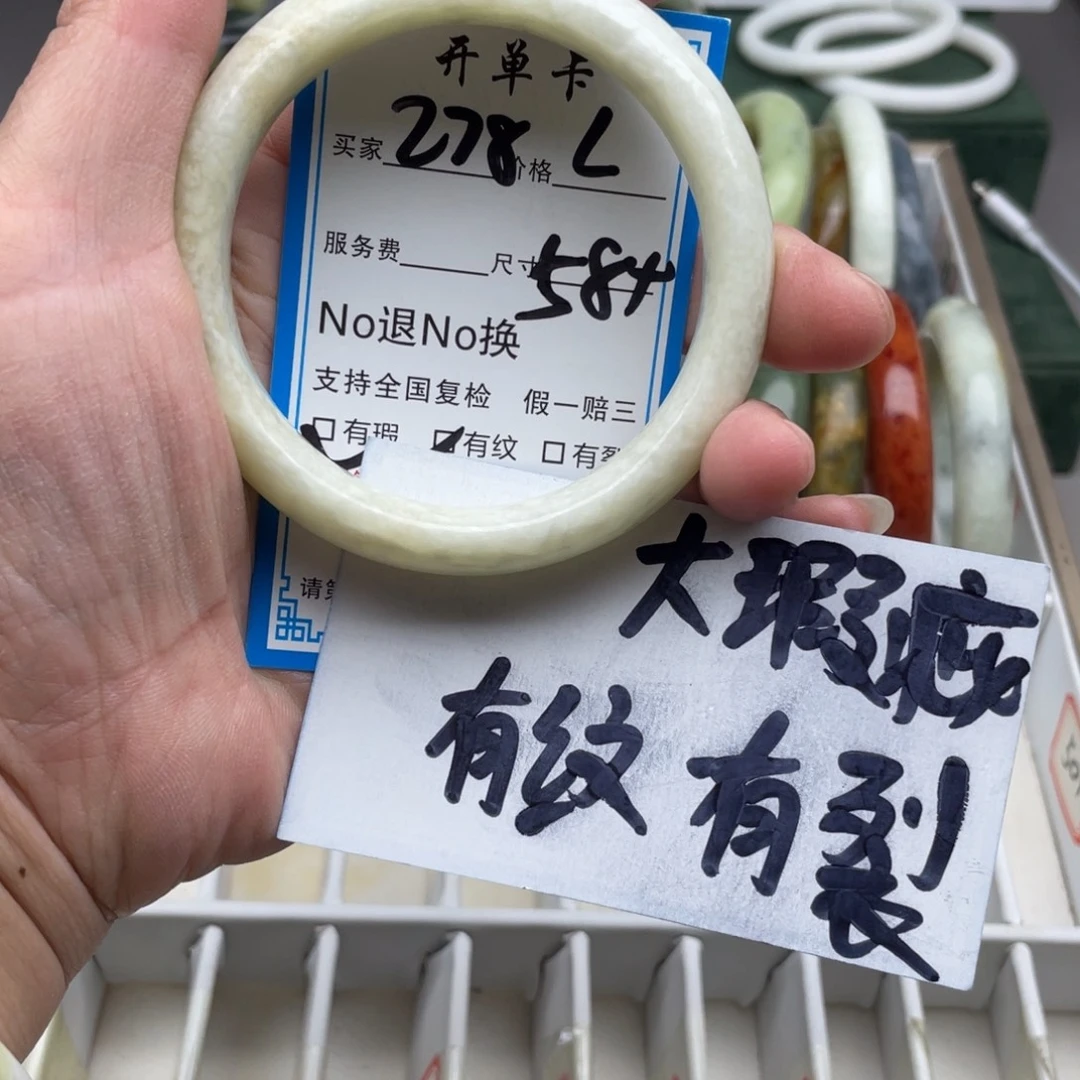 开单卡
买家 278 价格 L
服务费 尺寸 584
No退No换
支持全国复检 假一赔三
有瑕 有纹 有裂
请
大瑕疵
有纹 有裂